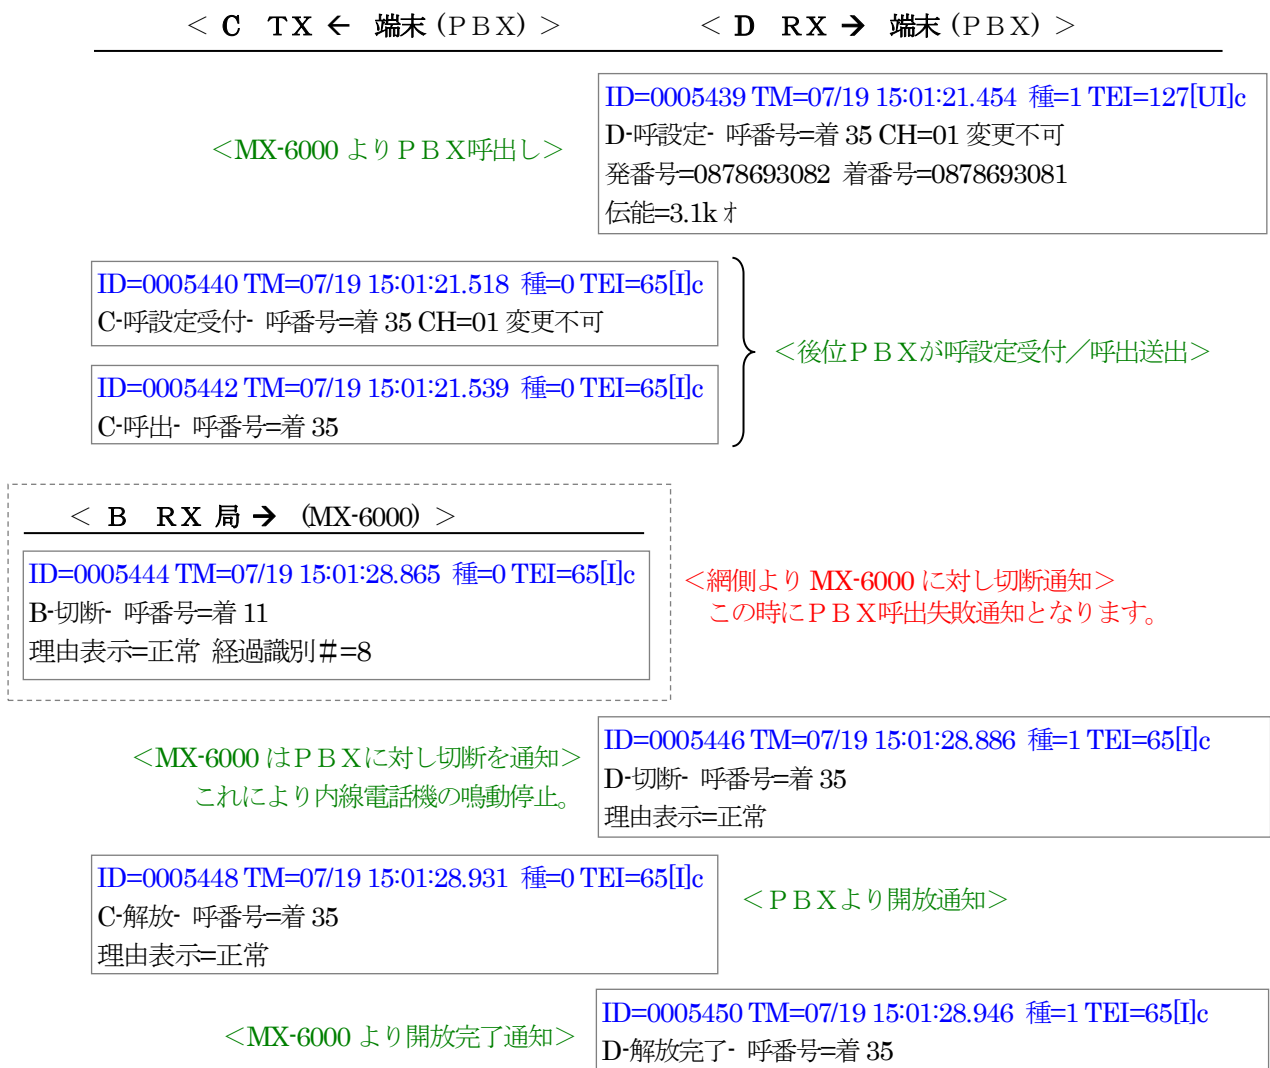 ＜ C TX ← 端末 (ＰＢＸ) ＞ ＜ D RX → 端末 (ＰＢＸ) ＞
ID=0005439 TM=07/19 15:01:21.454 種=1 TEI=127[UI]c
D-呼設定- 呼番号=着 35 CH=01 変更不可
発番号=0878693082 着番号=0878693081
伝能=3.1kオ
＜MX-6000 よりＰＢＸ呼出し＞
ID=0005440 TM=07/19 15:01:21.518 種=0 TEI=65[I]c
C-呼設定受付- 呼番号=着 35 CH=01 変更不可
ID=0005442 TM=07/19 15:01:21.539 種=0 TEI=65[I]c
C-呼出- 呼番号=着 35
＜後位ＰＢＸが呼設定受付／呼出送出＞
＜ B RX 局 → (MX-6000) ＞
ID=0005444 TM=07/19 15:01:28.865 種=0 TEI=65[I]c
B-切断- 呼番号=着 11
理由表示=正常 経過識別＃=8
＜網側より MX-6000 に対し切断通知＞
この時にＰＢＸ呼出失敗通知となります。
＜MX-6000 はＰＢＸに対し切断を通知＞
これにより内線電話機の鳴動停止。
ID=0005446 TM=07/19 15:01:28.886 種=1 TEI=65[I]c
D-切断- 呼番号=着 35
理由表示=正常
ID=0005448 TM=07/19 15:01:28.931 種=0 TEI=65[I]c
C-解放- 呼番号=着 35
理由表示=正常
＜ＰＢＸより開放通知＞
＜MX-6000 より開放完了通知＞
ID=0005450 TM=07/19 15:01:28.946 種=1 TEI=65[I]c
D-解放完了- 呼番号=着 35